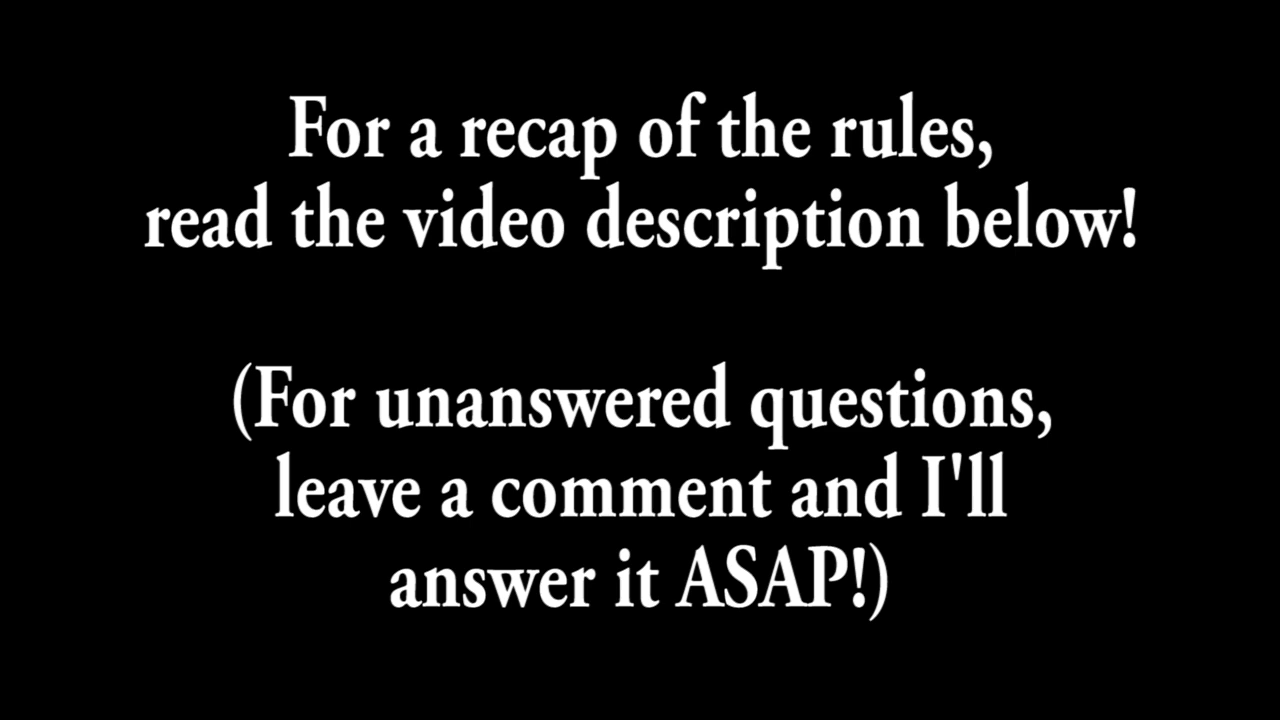 For a recap of the rules,
read the video description below!
(For unanswered questions,
leave a comment and I'll
answer it ASAP!)